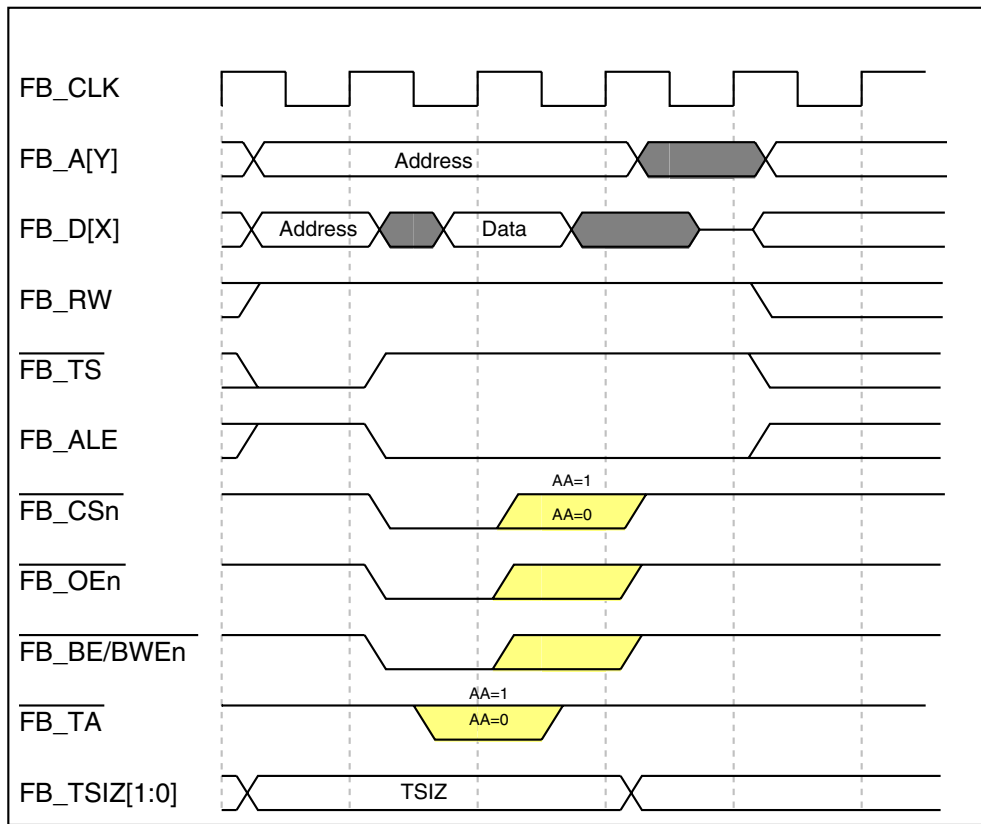 FB_CLK
FB_A[Y]
Address
FB_D[X]
Address
Data
FB_RW
FB_TS
FB_ALE
AA=1
FB_CSn
AA=0
FB_OEn
FB_BE/BWEn
AA=1
FB_TA
AA=0
FB_TSIZ[1:0]
TSIZ